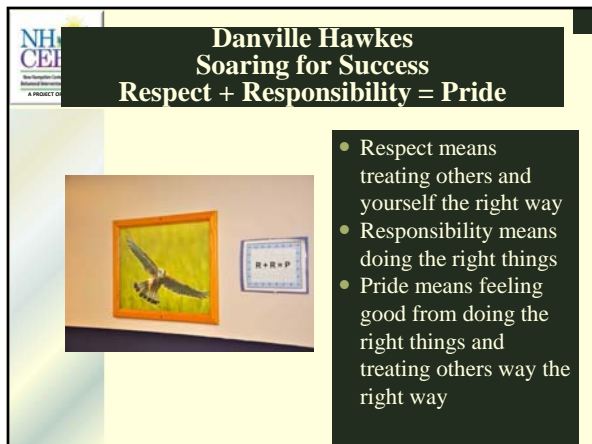 NH
CEB
A PROJECT OF
Danville Hawkes
Soaring for Success
Respect + Responsibility = Pride
R + R = P
Respect means
treating others and
yourself the right way
Responsibility means
doing the right things
Pride means feeling
good from doing the
right things and
treating others way the
right way